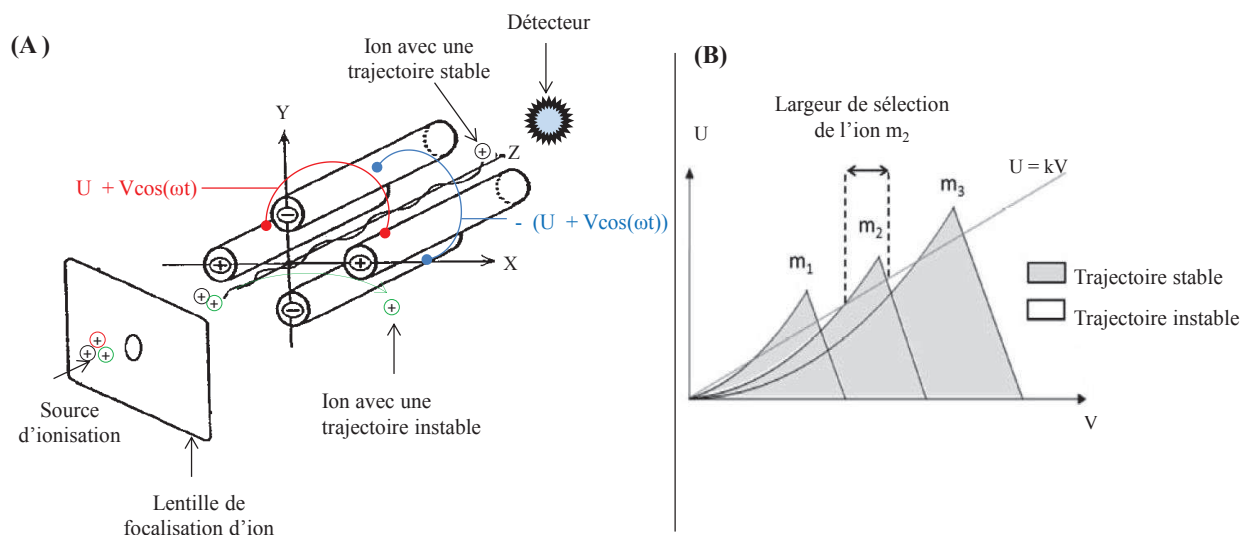 (A )
Détecteur
Ion avec une
trajectoire stable
Y
Z
U + Vcos(ωt)
- (U + Vcos(ωt))
X
Source
d’ionisation
Ion avec une
trajectoire instable
Lentille de
focalisation d’ion
(B)
Largeur de sélection
de l’ion m2
U
U = kV
m3
m2
m1
Trajectoire stable
Trajectoire instable
V